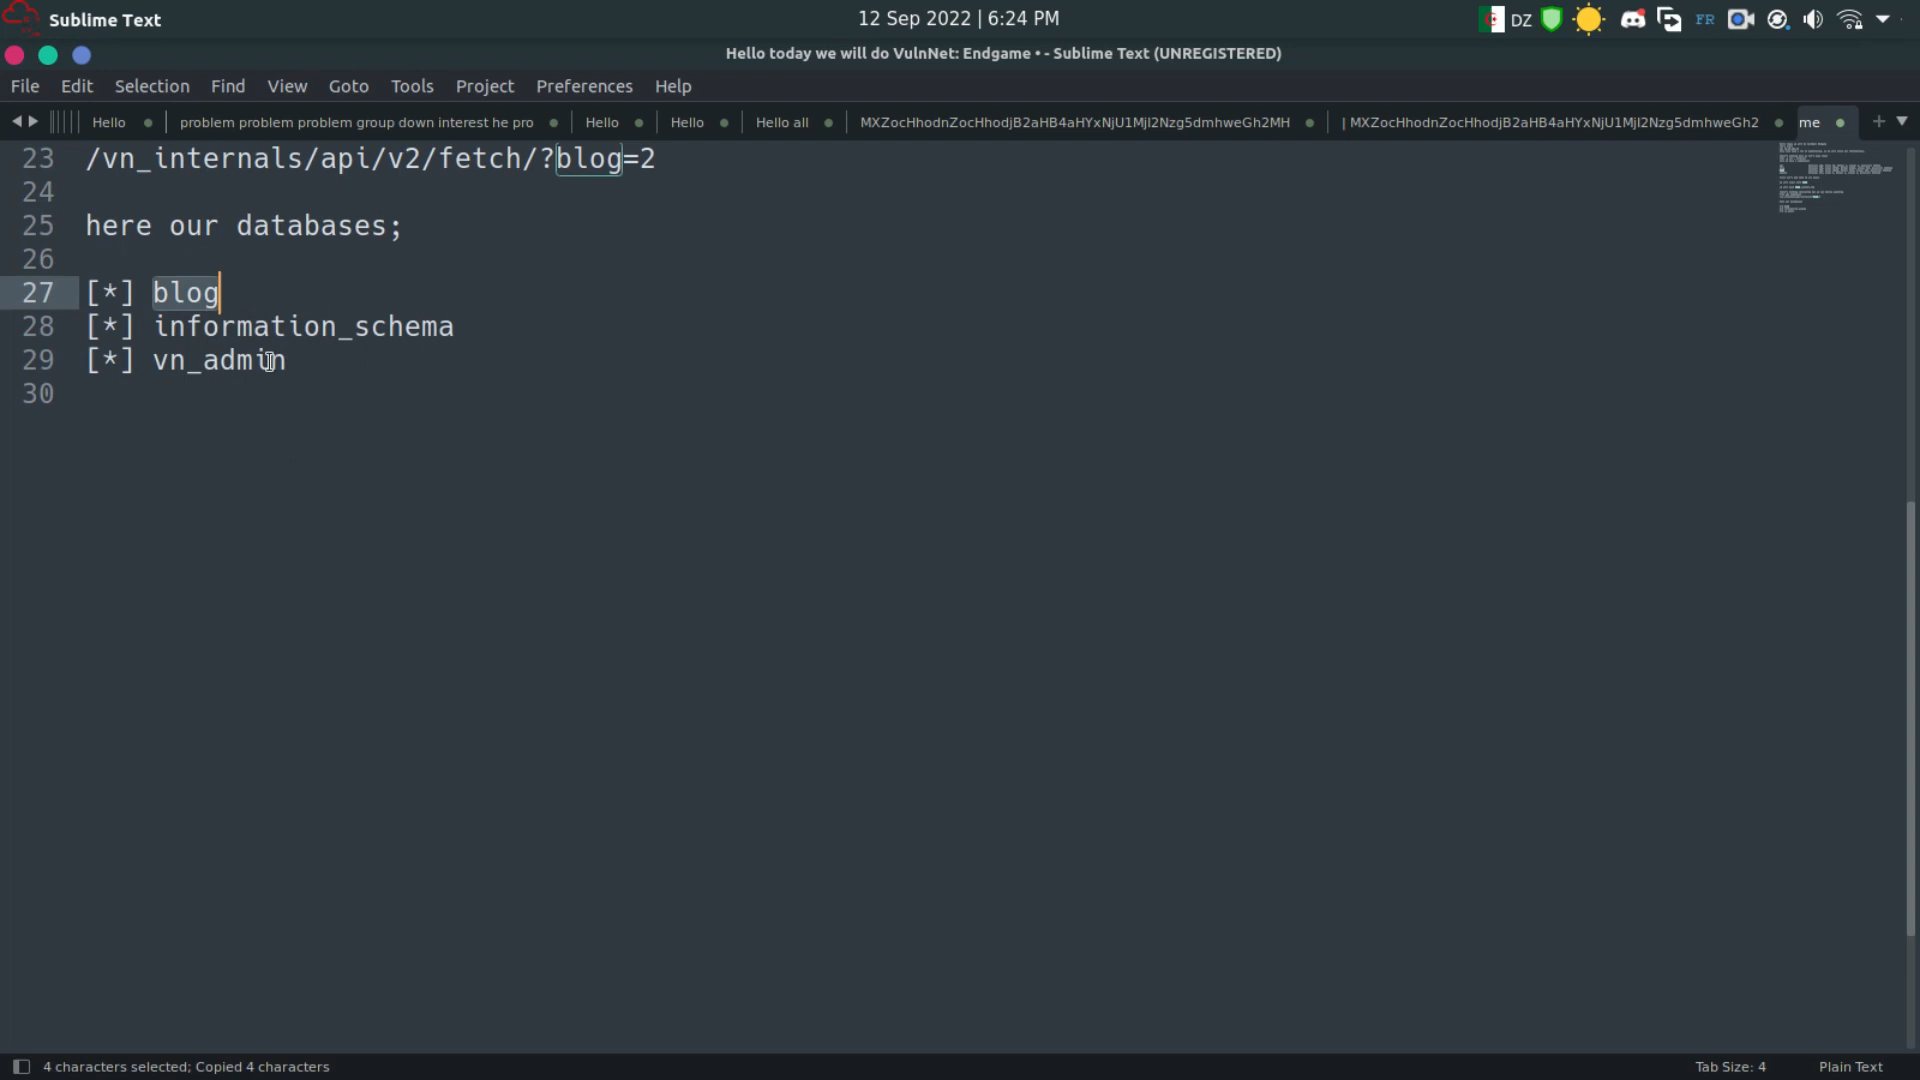 Sublime Text
12 Sep 2022 | 6:24 PM
DZ
FR
Hello today we will do VulnNet: Endgame • - Sublime Text (UNREGISTERED)
File Edit Selection Find View Goto Tools Project Preferences Help
Hello
problem problem problem group down interest he pro
Hello
Hello
Hello all
MXZocHhodnZocHhodjB2aHB4aHYxNjU1MjI2Nzg5dmhweGh2MH
| MXZocHhodnZocHhodjB2aHB4aHYxNjU1MjI2Nzg5dmhweGh2
me
23 /vn_internals/api/v2/fetch/?blog=2
24
25 here our databases;
26
27 [*] blog
28 [*] information_schema
29 [*] vn_admin
30
4 characters selected; Copied 4 characters
Tab Size: 4
Plain Text